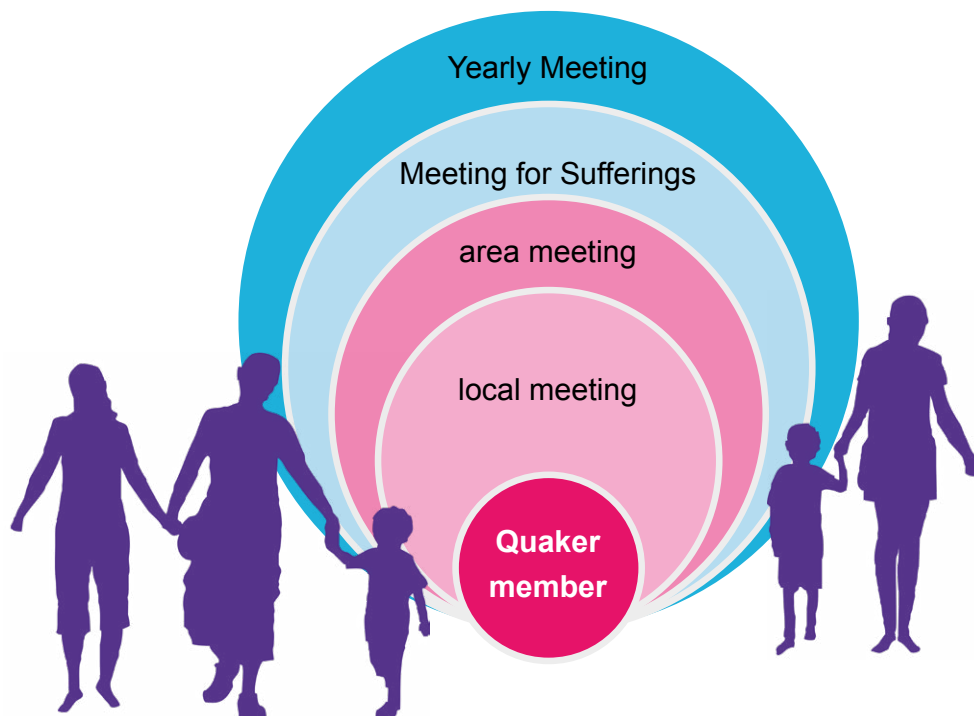 Yearly Meeting
Meeting for Sufferings
area meeting
local meeting
Quaker
member